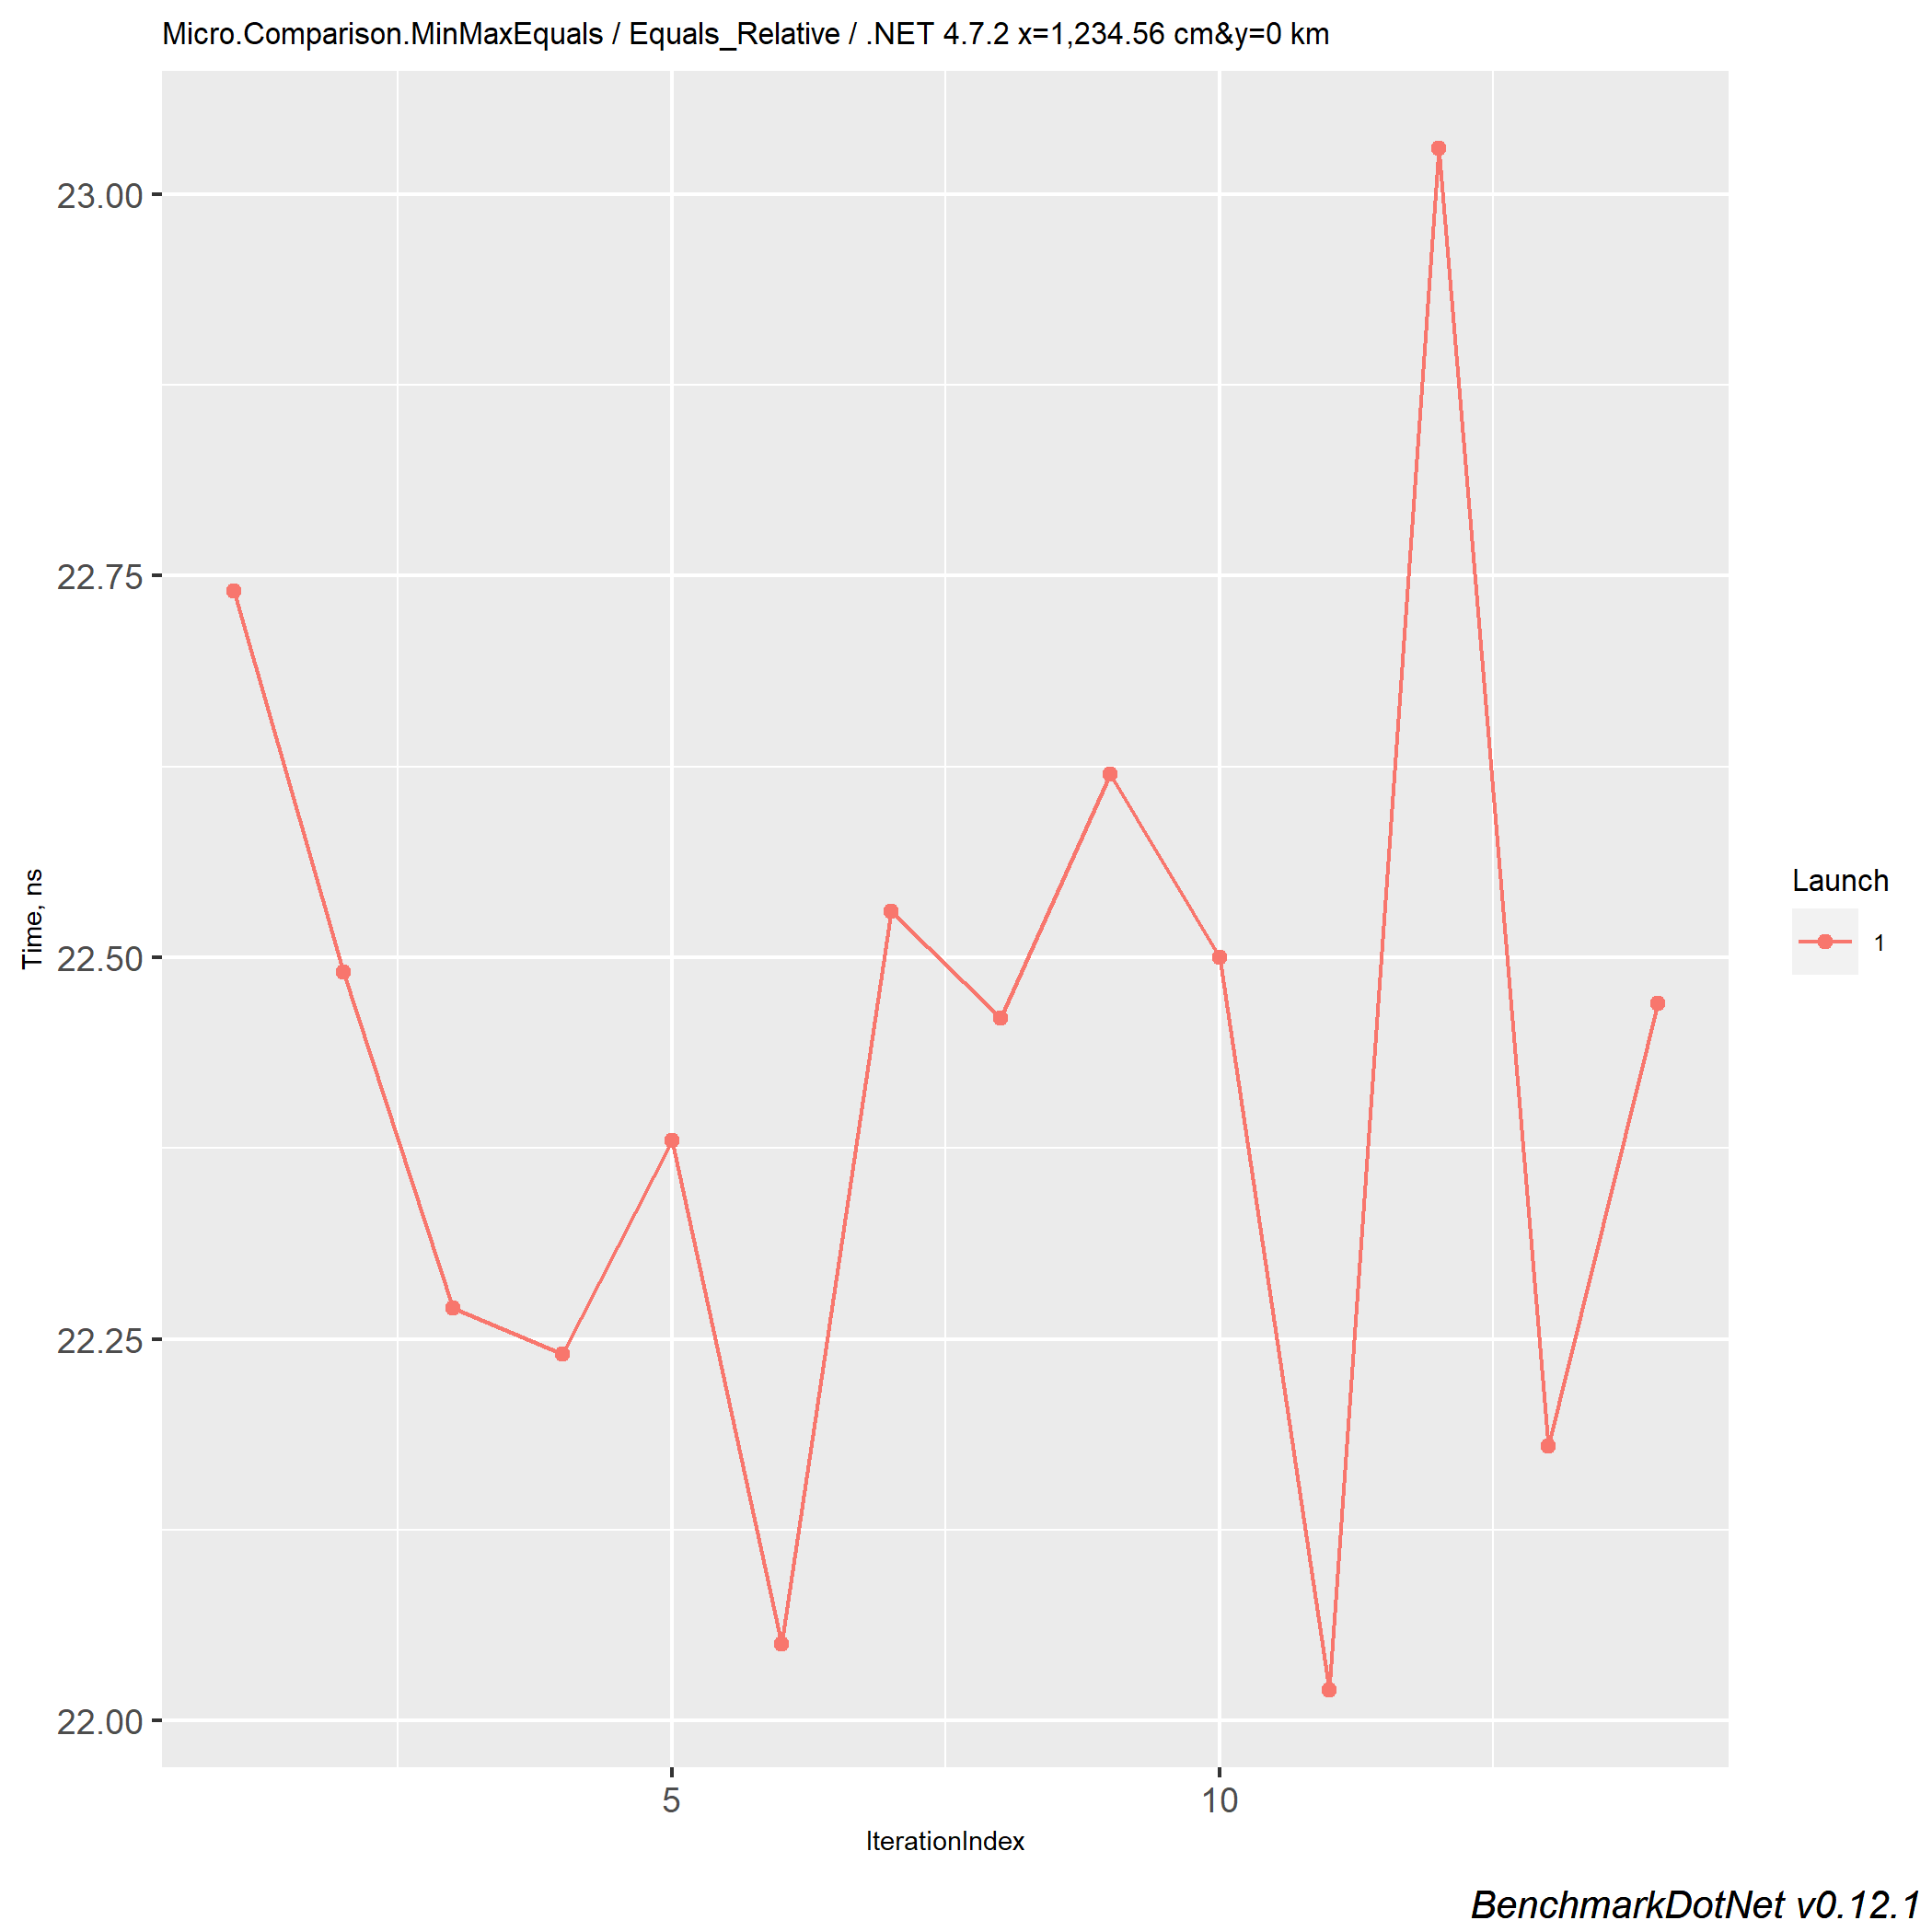 Micro.Comparison.MinMaxEquals / Equals_Relative / .NET 4.7.2 x=1,234.56 cm&y=0 km
23.00
22.75
22.50
22.25
22.00
Time, ns
5
10
IterationIndex
Launch
1
BenchmarkDotNet v0.12.1